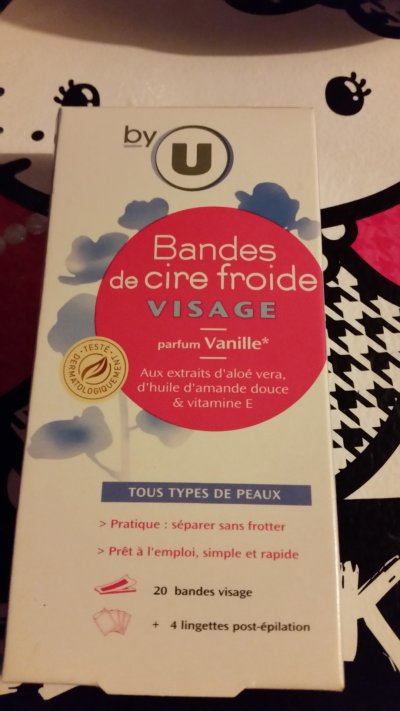 by U
Bandes
de cire froide
VISAGE
parfum Vanille*
Aux extraits d'aloé vera,
d'huile d'amande douce
& vitamine E
TESTÉ
DERMATOLOGIQUEMENT
TOUS TYPES DE PEAUX
> Pratique : séparer sans frotter
> Prêt à l'emploi, simple et rapide
20 bandes visage
+ 4 lingettes post-épilation